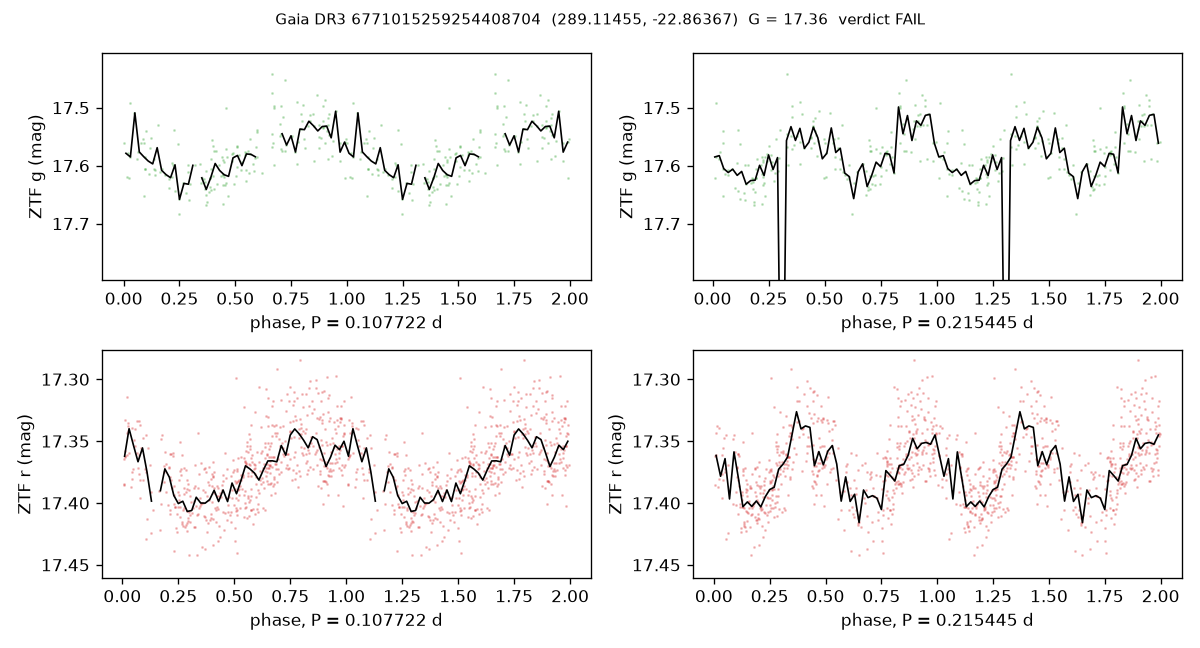 Gaia DR3 6771015259254408704 (289.11455, -22.86367) G = 17.36 verdict FAIL
ZTF g (mag)
17.5
17.6
17.7
0.00 0.25 0.50 0.75 1.00 1.25 1.50 1.75 2.00
phase, P = 0.107722 d
ZTF g (mag)
17.5
17.6
17.7
0.00 0.25 0.50 0.75 1.00 1.25 1.50 1.75 2.00
phase, P = 0.215445 d
ZTF r (mag)
17.30
17.35
17.40
17.45
0.00 0.25 0.50 0.75 1.00 1.25 1.50 1.75 2.00
phase, P = 0.107722 d
ZTF r (mag)
17.30
17.35
17.40
17.45
0.00 0.25 0.50 0.75 1.00 1.25 1.50 1.75 2.00
phase, P = 0.215445 d